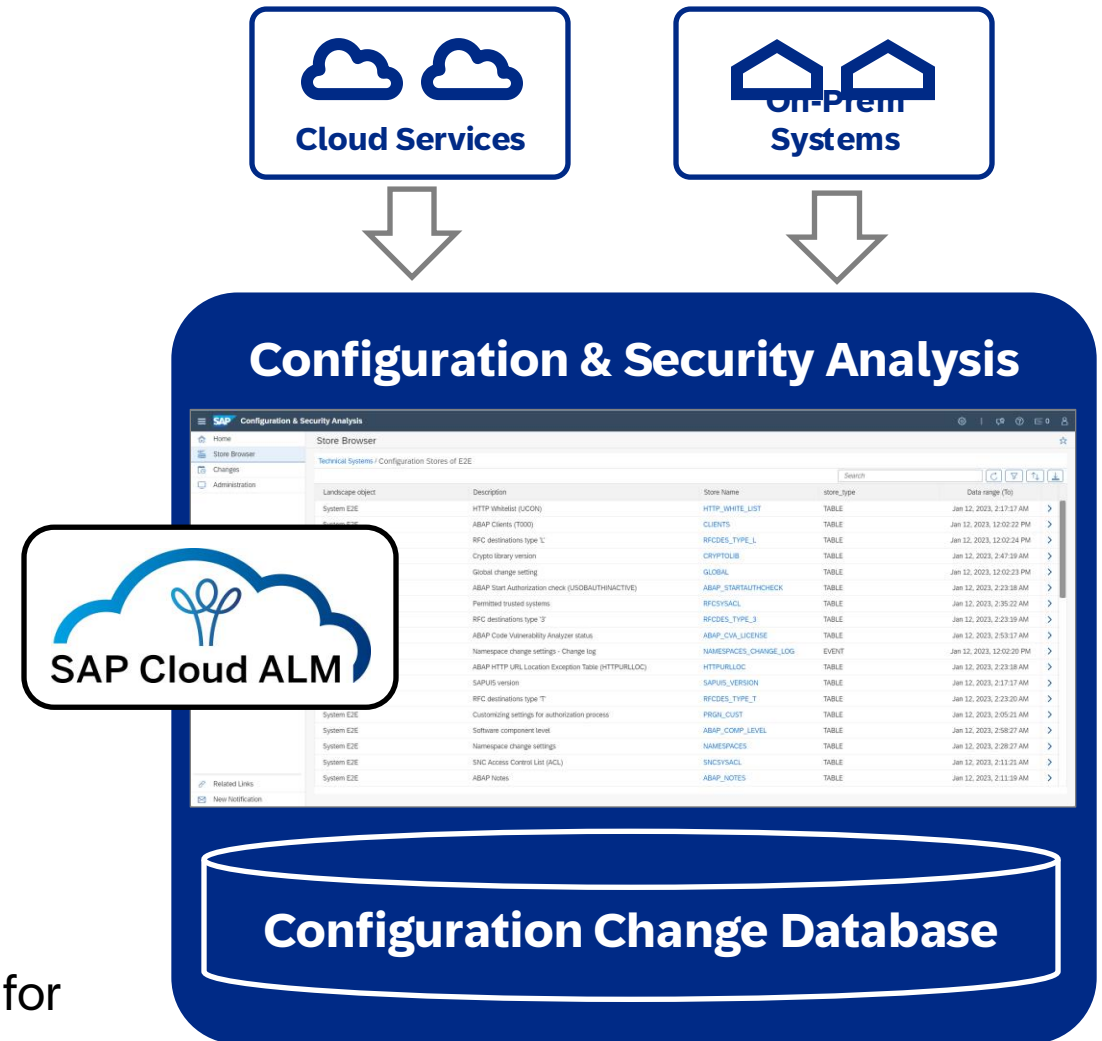 Cloud Services
On-Prem
Systems
Configuration & Security Analysis
SAP Configuration & Security Analysis
0
Home
Store Browser
Changes
Administration
Related Links
New Notification
Store Browser
Technical Systems / Configuration Stores of E2E
Search
Landscape object Description Store Name store_type Data range (To)
System E2E HTTP Whitelist (UCON) HTTP_WHITE_LIST TABLE Jan 12, 2023, 2:17:17 AM
System E2E ABAP Clients (T000) CLIENTS TABLE Jan 12, 2023, 12:02:22 PM
RFC destinations type 'L' RFCDES_TYPE_L TABLE Jan 12, 2023, 12:02:24 PM
Crypto library version CRYPTOLIB TABLE Jan 12, 2023, 2:47:19 AM
Global change setting GLOBAL TABLE Jan 12, 2023, 12:02:23 PM
ABAP Start Authorization check (USOBAUTHINACTIVE) ABAP_STARTAUTHCHECK TABLE Jan 12, 2023, 2:23:18 AM
Permitted trusted systems RFCSYSACL TABLE Jan 12, 2023, 2:35:22 AM
RFC destinations type '3' RFCDES_TYPE_3 TABLE Jan 12, 2023, 2:23:19 AM
ABAP Code Vulnerability Analyzer status ABAP_CVA_LICENSE TABLE Jan 12, 2023, 2:53:17 AM
Namespace change settings - Change log NAMESPACES_CHANGE_LOG EVENT Jan 12, 2023, 12:02:20 PM
ABAP HTTP URL Location Exception Table (HTTPURLLOC) HTTPURLLOC TABLE Jan 12, 2023, 2:23:18 AM
SAPUI5 version SAPUI5_VERSION TABLE Jan 12, 2023, 2:17:17 AM
RFC destinations type 'T' RFCDES_TYPE_T TABLE Jan 12, 2023, 2:23:20 AM
System E2E Customizing settings for authorization process PRGN_CUST TABLE Jan 12, 2023, 2:05:21 AM
System E2E Software component level ABAP_COMP_LEVEL TABLE Jan 12, 2023, 2:58:27 AM
System E2E Namespace change settings NAMESPACES TABLE Jan 12, 2023, 2:28:27 AM
System E2E SNC Access Control List (ACL) SNCSYSACL TABLE Jan 12, 2023, 2:11:21 AM
System E2E ABAP Notes ABAP_NOTES TABLE Jan 12, 2023, 2:11:19 AM
SAP Cloud ALM
Configuration Change Database
for